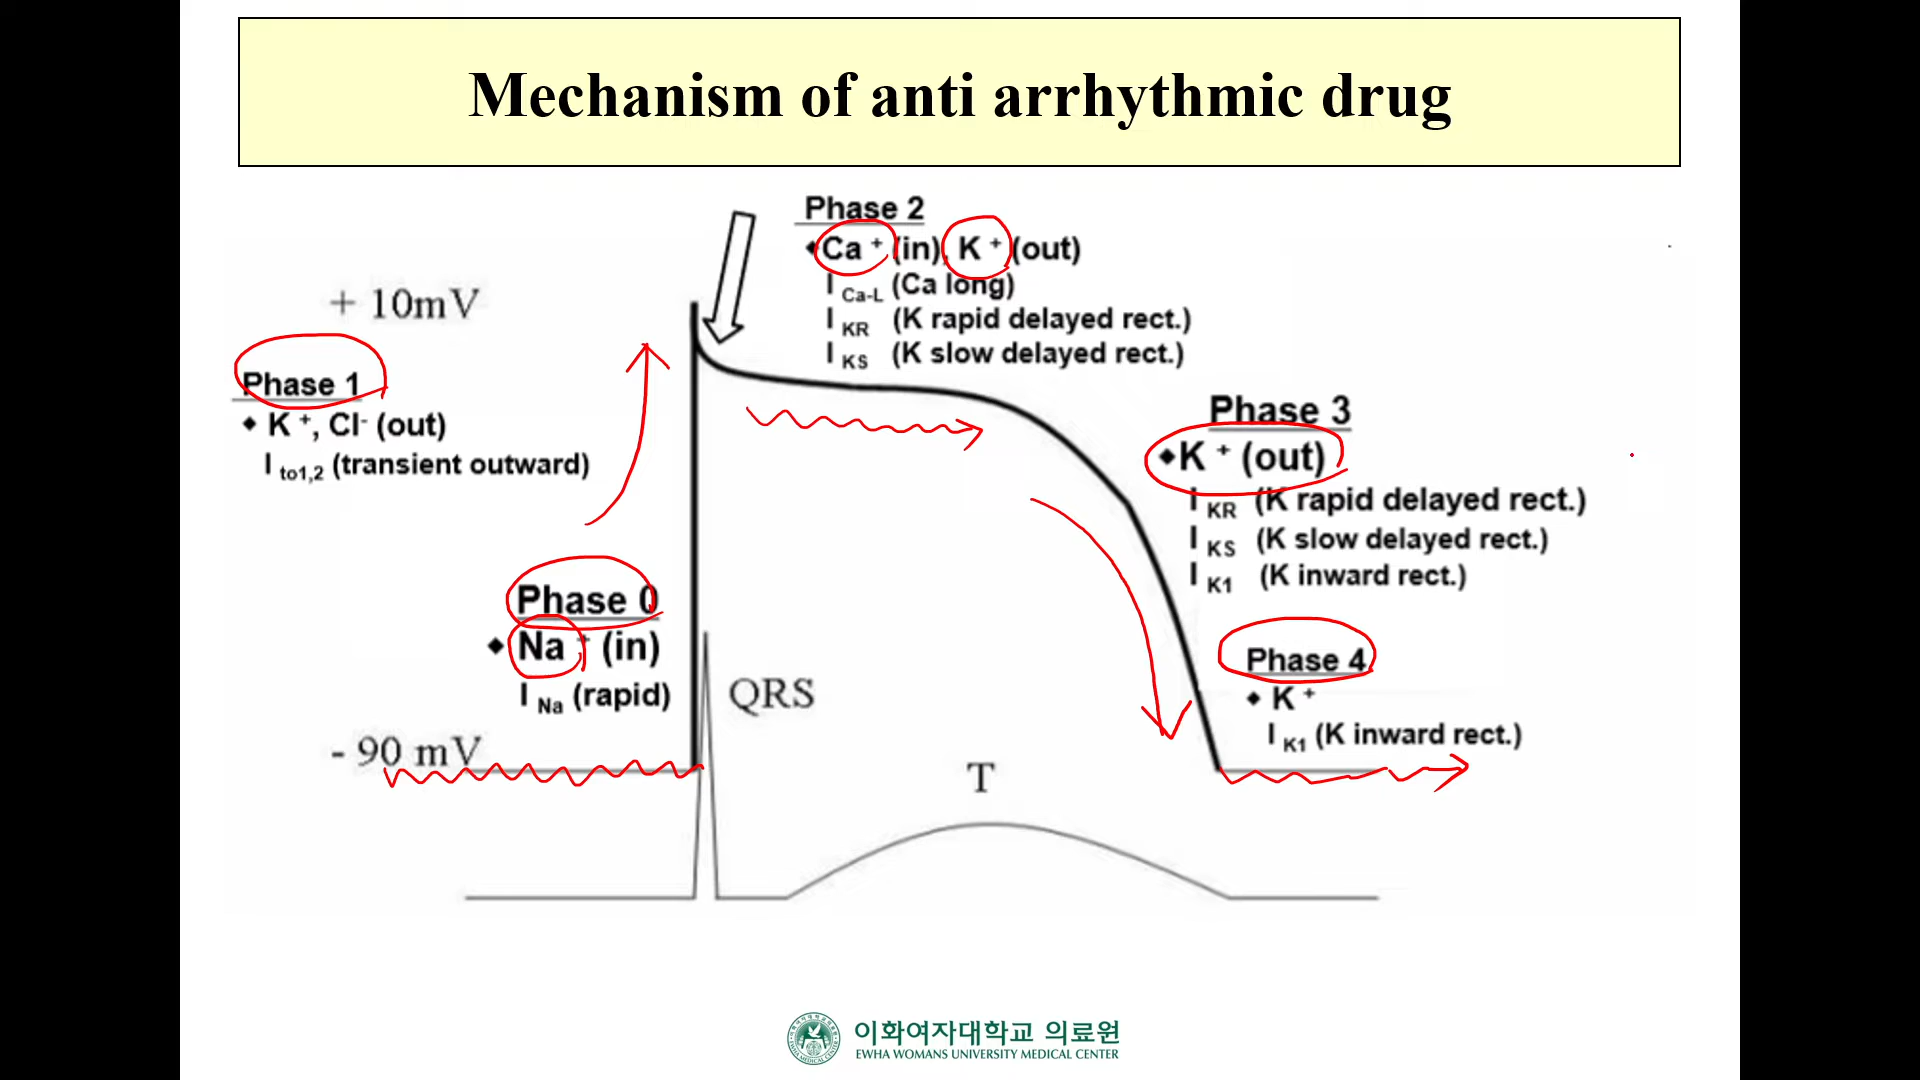 Mechanism of anti arrhythmic drug
Phase 2
◆Ca⁺ (in), K⁺ (out)
I Ca-L (Ca long)
I KR (K rapid delayed rect.)
I KS (K slow delayed rect.)
+ 10mV
Phase 1
◆ K⁺, Cl⁻ (out)
I to1,2 (transient outward)
Phase 3
◆K⁺ (out)
I KR (K rapid delayed rect.)
I KS (K slow delayed rect.)
I K1 (K inward rect.)
Phase 0
◆ Na⁺ (in)
I Na (rapid)
QRS
Phase 4
◆ K⁺
I K1 (K inward rect.)
- 90 mV
T
이화여자대학교 의료원
EWHA WOMANS UNIVERSITY MEDICAL CENTER